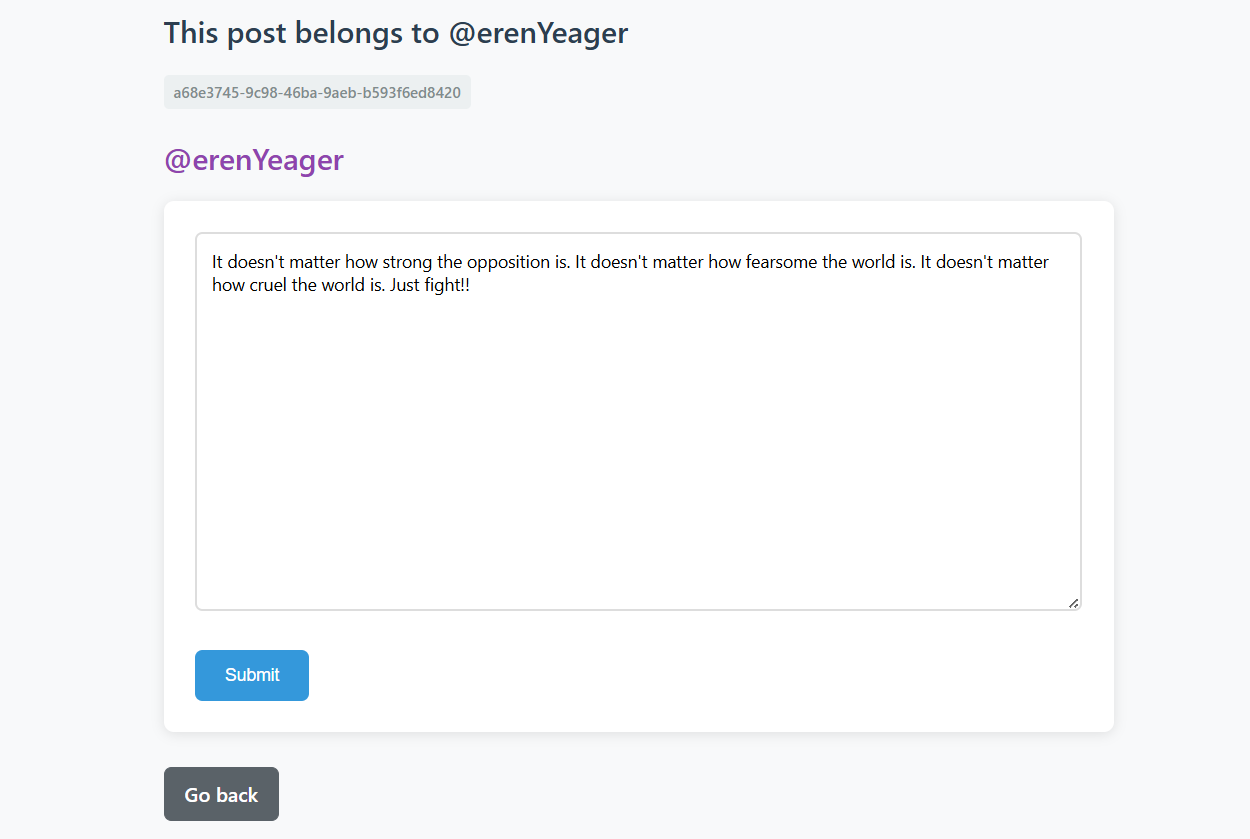 This post belongs to @erenYeager
a68e3745-9c98-46ba-9aeb-b593f6ed8420
@erenYeager
It doesn't matter how strong the opposition is. It doesn't matter how fearsome the world is. It doesn't matter
how cruel the world is. Just fight!!
Submit
Go back